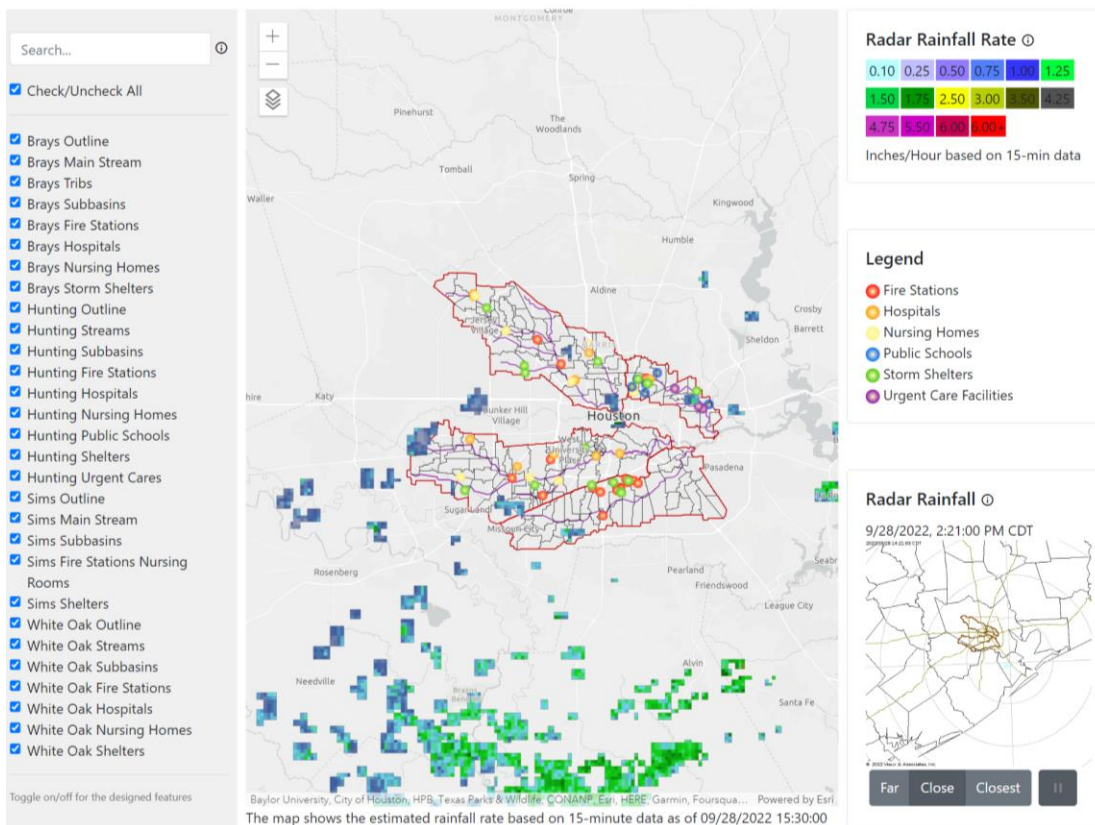 Search...
Check/Uncheck All
Brays Outline
Brays Main Stream
Brays Tribs
Brays Subbasins
Brays Fire Stations
Brays Hospitals
Brays Nursing Homes
Brays Storm Shelters
Hunting Outline
Hunting Streams
Hunting Subbasins
Hunting Fire Stations
Hunting Hospitals
Hunting Nursing Homes
Hunting Public Schools
Hunting Shelters
Hunting Urgent Cares
Sims Outline
Sims Main Stream
Sims Subbasins
Sims Fire Stations Nursing
Rooms
Sims Shelters
White Oak Outline
White Oak Streams
White Oak Subbasins
White Oak Fire Stations
White Oak Hospitals
White Oak Nursing Homes
White Oak Shelters
Toggle on/off for the designed features
+
−
Conroe
MONTGOMERY
Pinehurst
The
Woodlands
Tomball
Spring
Waller
Kingwood
Humble
Aldine
Crosby
Jersey
Village
Barrett
Sheldon
Katy
Bunker Hill
Village
Houston
West
University
Place
Pasadena
Sugar Land
Missouri City
Rosenberg
Pearland
Friendswood
League City
Needville
Alvin
Santa Fe
Baylor University, City of Houston, HPB, Texas Parks & Wildlife, CONANP, Esri, HERE, Garmin, Foursqua...
Powered by Esri
The map shows the estimated rainfall rate based on 15-minute data as of 09/28/2022 15:30:00
Radar Rainfall Rate
0.10 0.25 0.50 0.75 1.00 1.25
1.50 1.75 2.50 3.00 3.50 4.25
4.75 5.50 6.00 6.00+
Inches/Hour based on 15-min data
Legend
Fire Stations
Hospitals
Nursing Homes
Public Schools
Storm Shelters
Urgent Care Facilities
Radar Rainfall
9/28/2022, 2:21:00 PM CDT
Far Close Closest